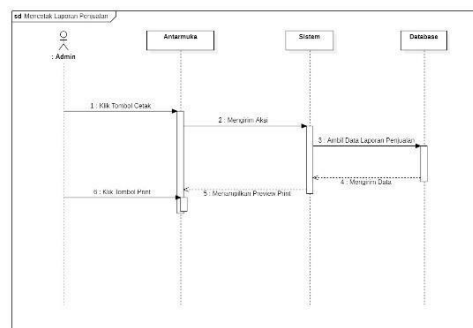 sd Mencetak Laporan Penjualan
: Admin
Antarmuka
Sistem
Database
1 : Klik Tombol Cetak
2 : Mengirim Aksi
3 : Ambil Data Laporan Penjualan
4 : Mengirim Data
5 : Menampilkan Preview Print
6 : Klik Tombol Print